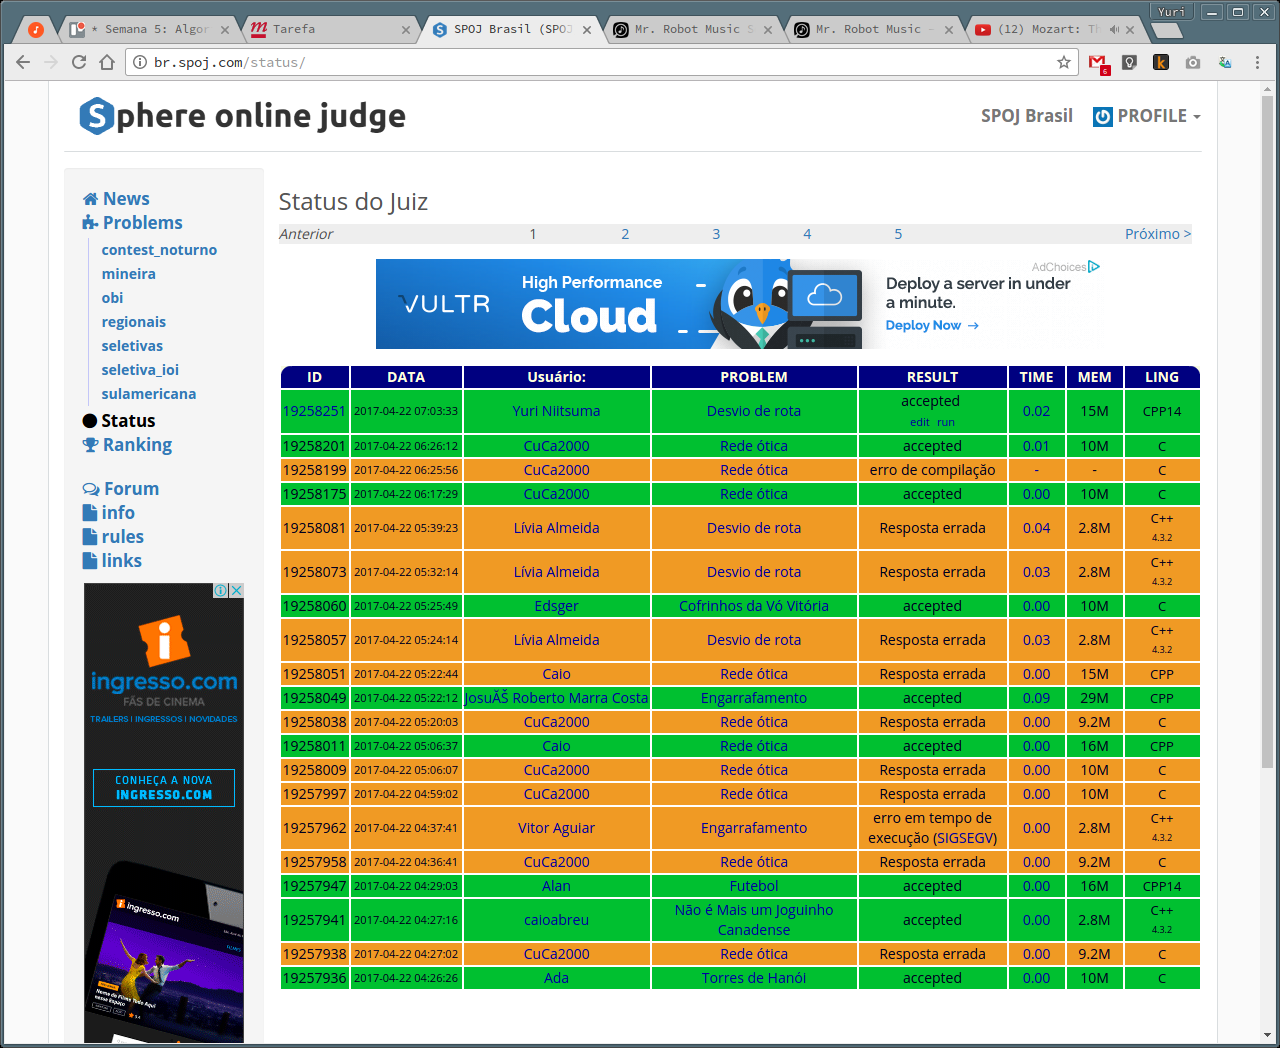 Yuri
* Semana 5: Algor
Tarefa
SPOJ Brasil (SPOJ
Mr. Robot Music S
Mr. Robot Music -
(12) Mozart: Th
br.spoj.com/status/
6
Sphere online judge
SPOJ Brasil
PROFILE
News
Problems
contest_noturno
mineira
obi
regionais
seletivas
seletiva_ioi
sulamericana
Status
Ranking
Forum
info
rules
links
ingresso.com
FÃS DE CINEMA
TRAILERS | INGRESSOS | NOVIDADES
CONHEÇA A NOVA
INGRESSO.COM
ingresso.com
Nome do Filme Tudo Aqui
nesse Espaço
Status do Juiz
Anterior 1 2 3 4 5 Próximo >
AdChoices
VULTR
High Performance
Cloud
Deploy a server in under
a minute.
Deploy Now →
ID DATA Usuário: PROBLEM RESULT TIME MEM LING
19258251 2017-04-22 07:03:33 Yuri Niitsuma Desvio de rota accepted 0.02 15M CPP14
edit run
19258201 2017-04-22 06:26:12 CuCa2000 Rede ótica accepted 0.01 10M C
19258199 2017-04-22 06:25:56 CuCa2000 Rede ótica erro de compilação - - C
19258175 2017-04-22 06:17:29 CuCa2000 Rede ótica accepted 0.00 10M C
19258081 2017-04-22 05:39:23 Lívia Almeida Desvio de rota Resposta errada 0.04 2.8M C++
4.3.2
19258073 2017-04-22 05:32:14 Lívia Almeida Desvio de rota Resposta errada 0.03 2.8M C++
4.3.2
19258060 2017-04-22 05:25:49 Edsger Cofrinhos da Vó Vitória accepted 0.00 10M C
19258057 2017-04-22 05:24:14 Lívia Almeida Desvio de rota Resposta errada 0.03 2.8M C++
4.3.2
19258051 2017-04-22 05:22:44 Caio Rede ótica Resposta errada 0.00 15M CPP
19258049 2017-04-22 05:22:12 JosuĂŠ Roberto Marra Costa Engarrafamento accepted 0.09 29M CPP
19258038 2017-04-22 05:20:03 CuCa2000 Rede ótica Resposta errada 0.00 9.2M C
19258011 2017-04-22 05:06:37 Caio Rede ótica accepted 0.00 16M CPP
19258009 2017-04-22 05:06:07 CuCa2000 Rede ótica Resposta errada 0.00 10M C
19257997 2017-04-22 04:59:02 CuCa2000 Rede ótica Resposta errada 0.00 10M C
19257962 2017-04-22 04:37:41 Vitor Aguiar Engarrafamento erro em tempo de execução (SIGSEGV) 0.00 2.8M C++
4.3.2
19257958 2017-04-22 04:36:41 CuCa2000 Rede ótica Resposta errada 0.00 9.2M C
19257947 2017-04-22 04:29:03 Alan Futebol accepted 0.00 16M CPP14
19257941 2017-04-22 04:27:16 caioabreu Não é Mais um Joguinho Canadense accepted 0.00 2.8M C++
4.3.2
19257938 2017-04-22 04:27:02 CuCa2000 Rede ótica Resposta errada 0.00 9.2M C
19257936 2017-04-22 04:26:26 Ada Torres de Hanói accepted 0.00 10M C